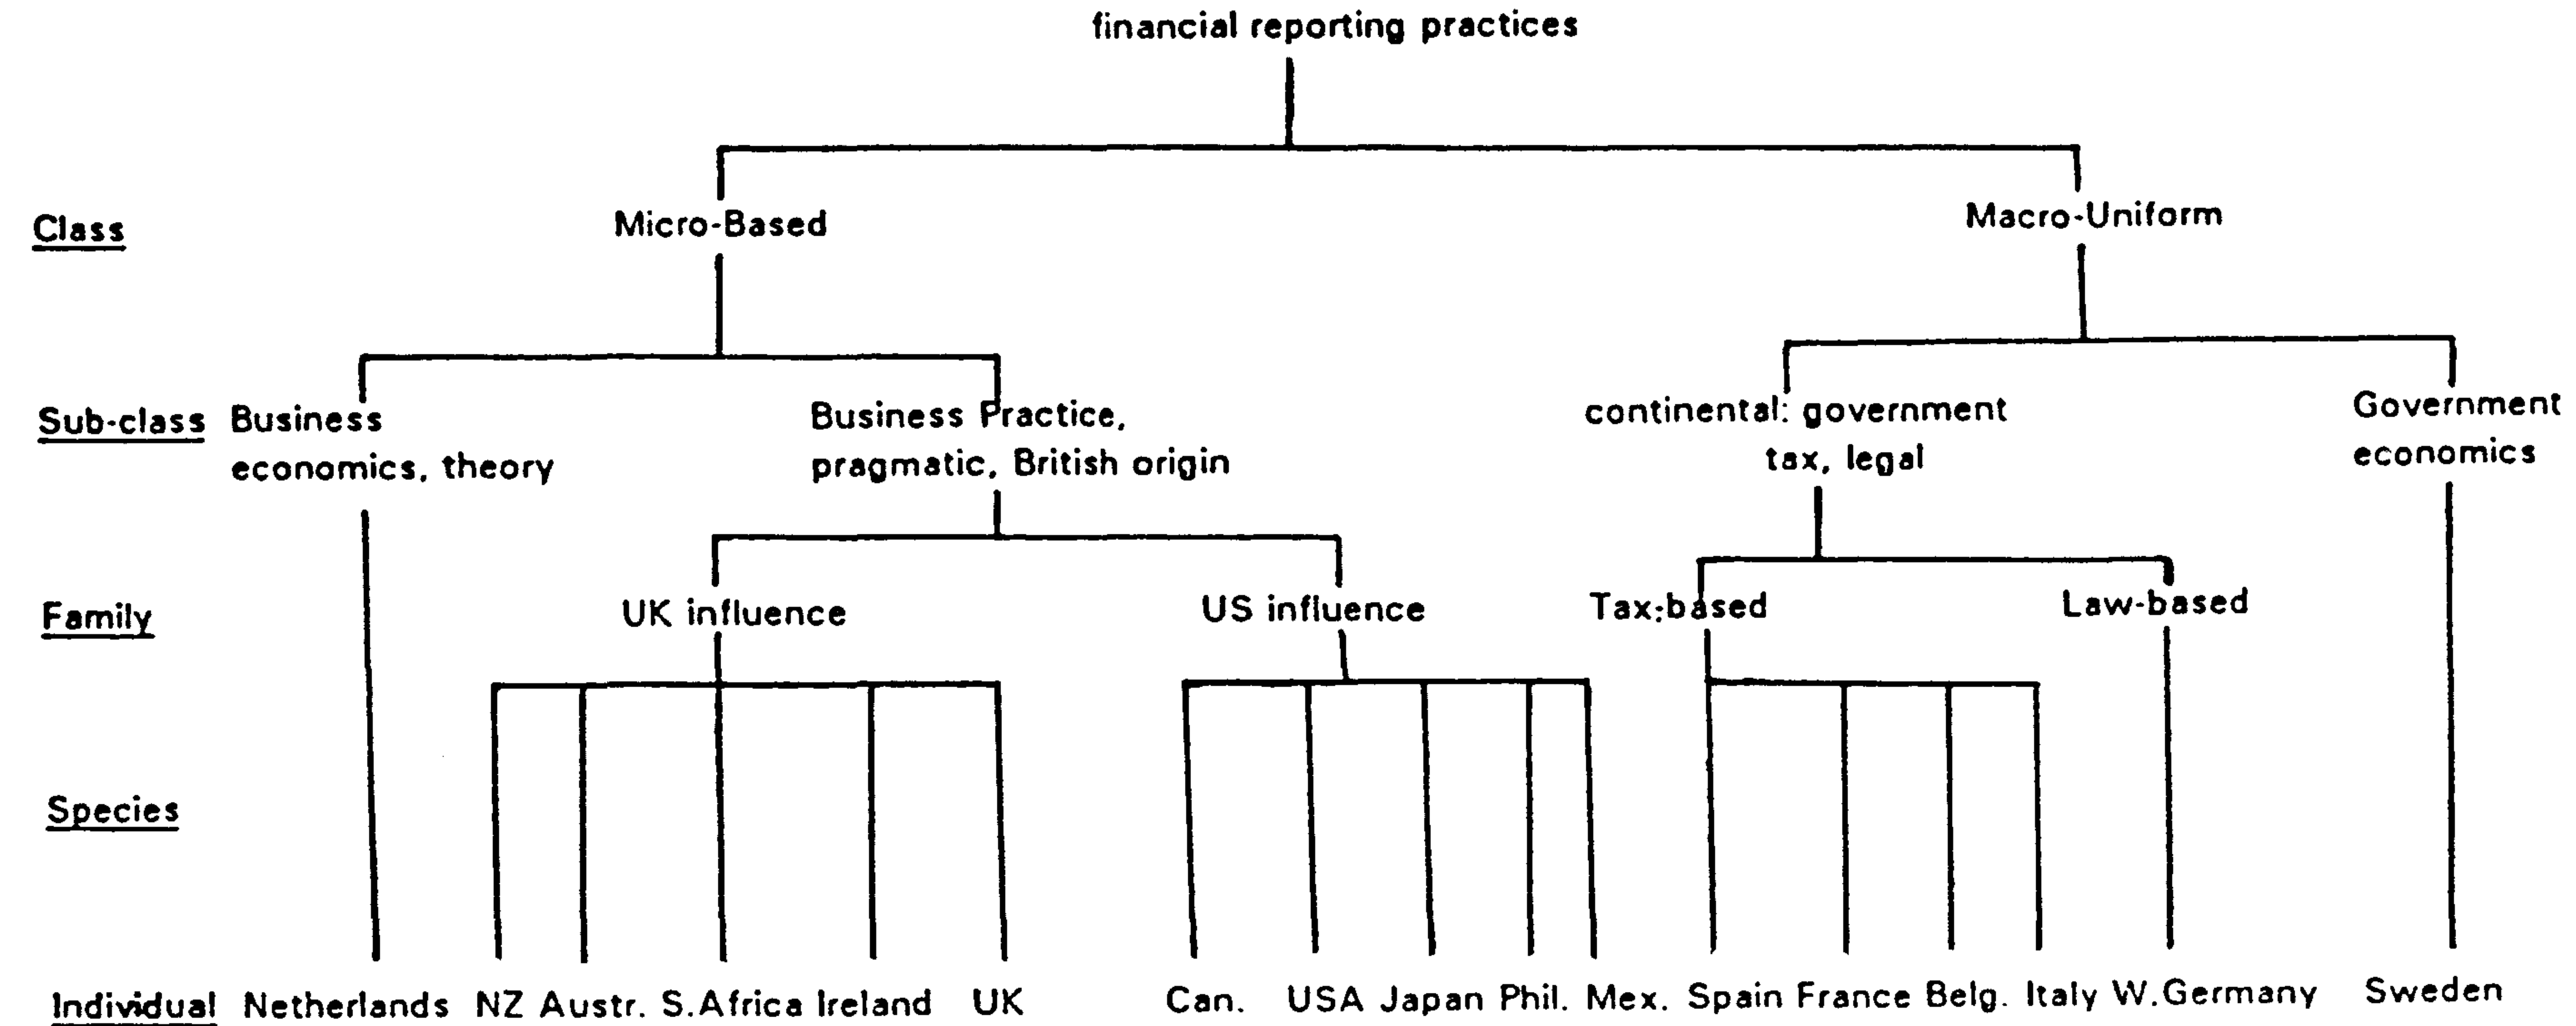 financial reporting practices
Class
Micro-Based
Macro-Uniform
Sub-class
Business
economics, theory
Business Practice,
pragmatic, British origin
continental: government
tax, legal
Government
economics
Family
UK influence
US influence
Tax:based
Law-based
Species
Individual
Netherlands
NZ
Austr.
S.Africa
Ireland
UK
Can.
USA
Japan
Phil.
Mex.
Spain
France
Belg.
Italy
W.Germany
Sweden